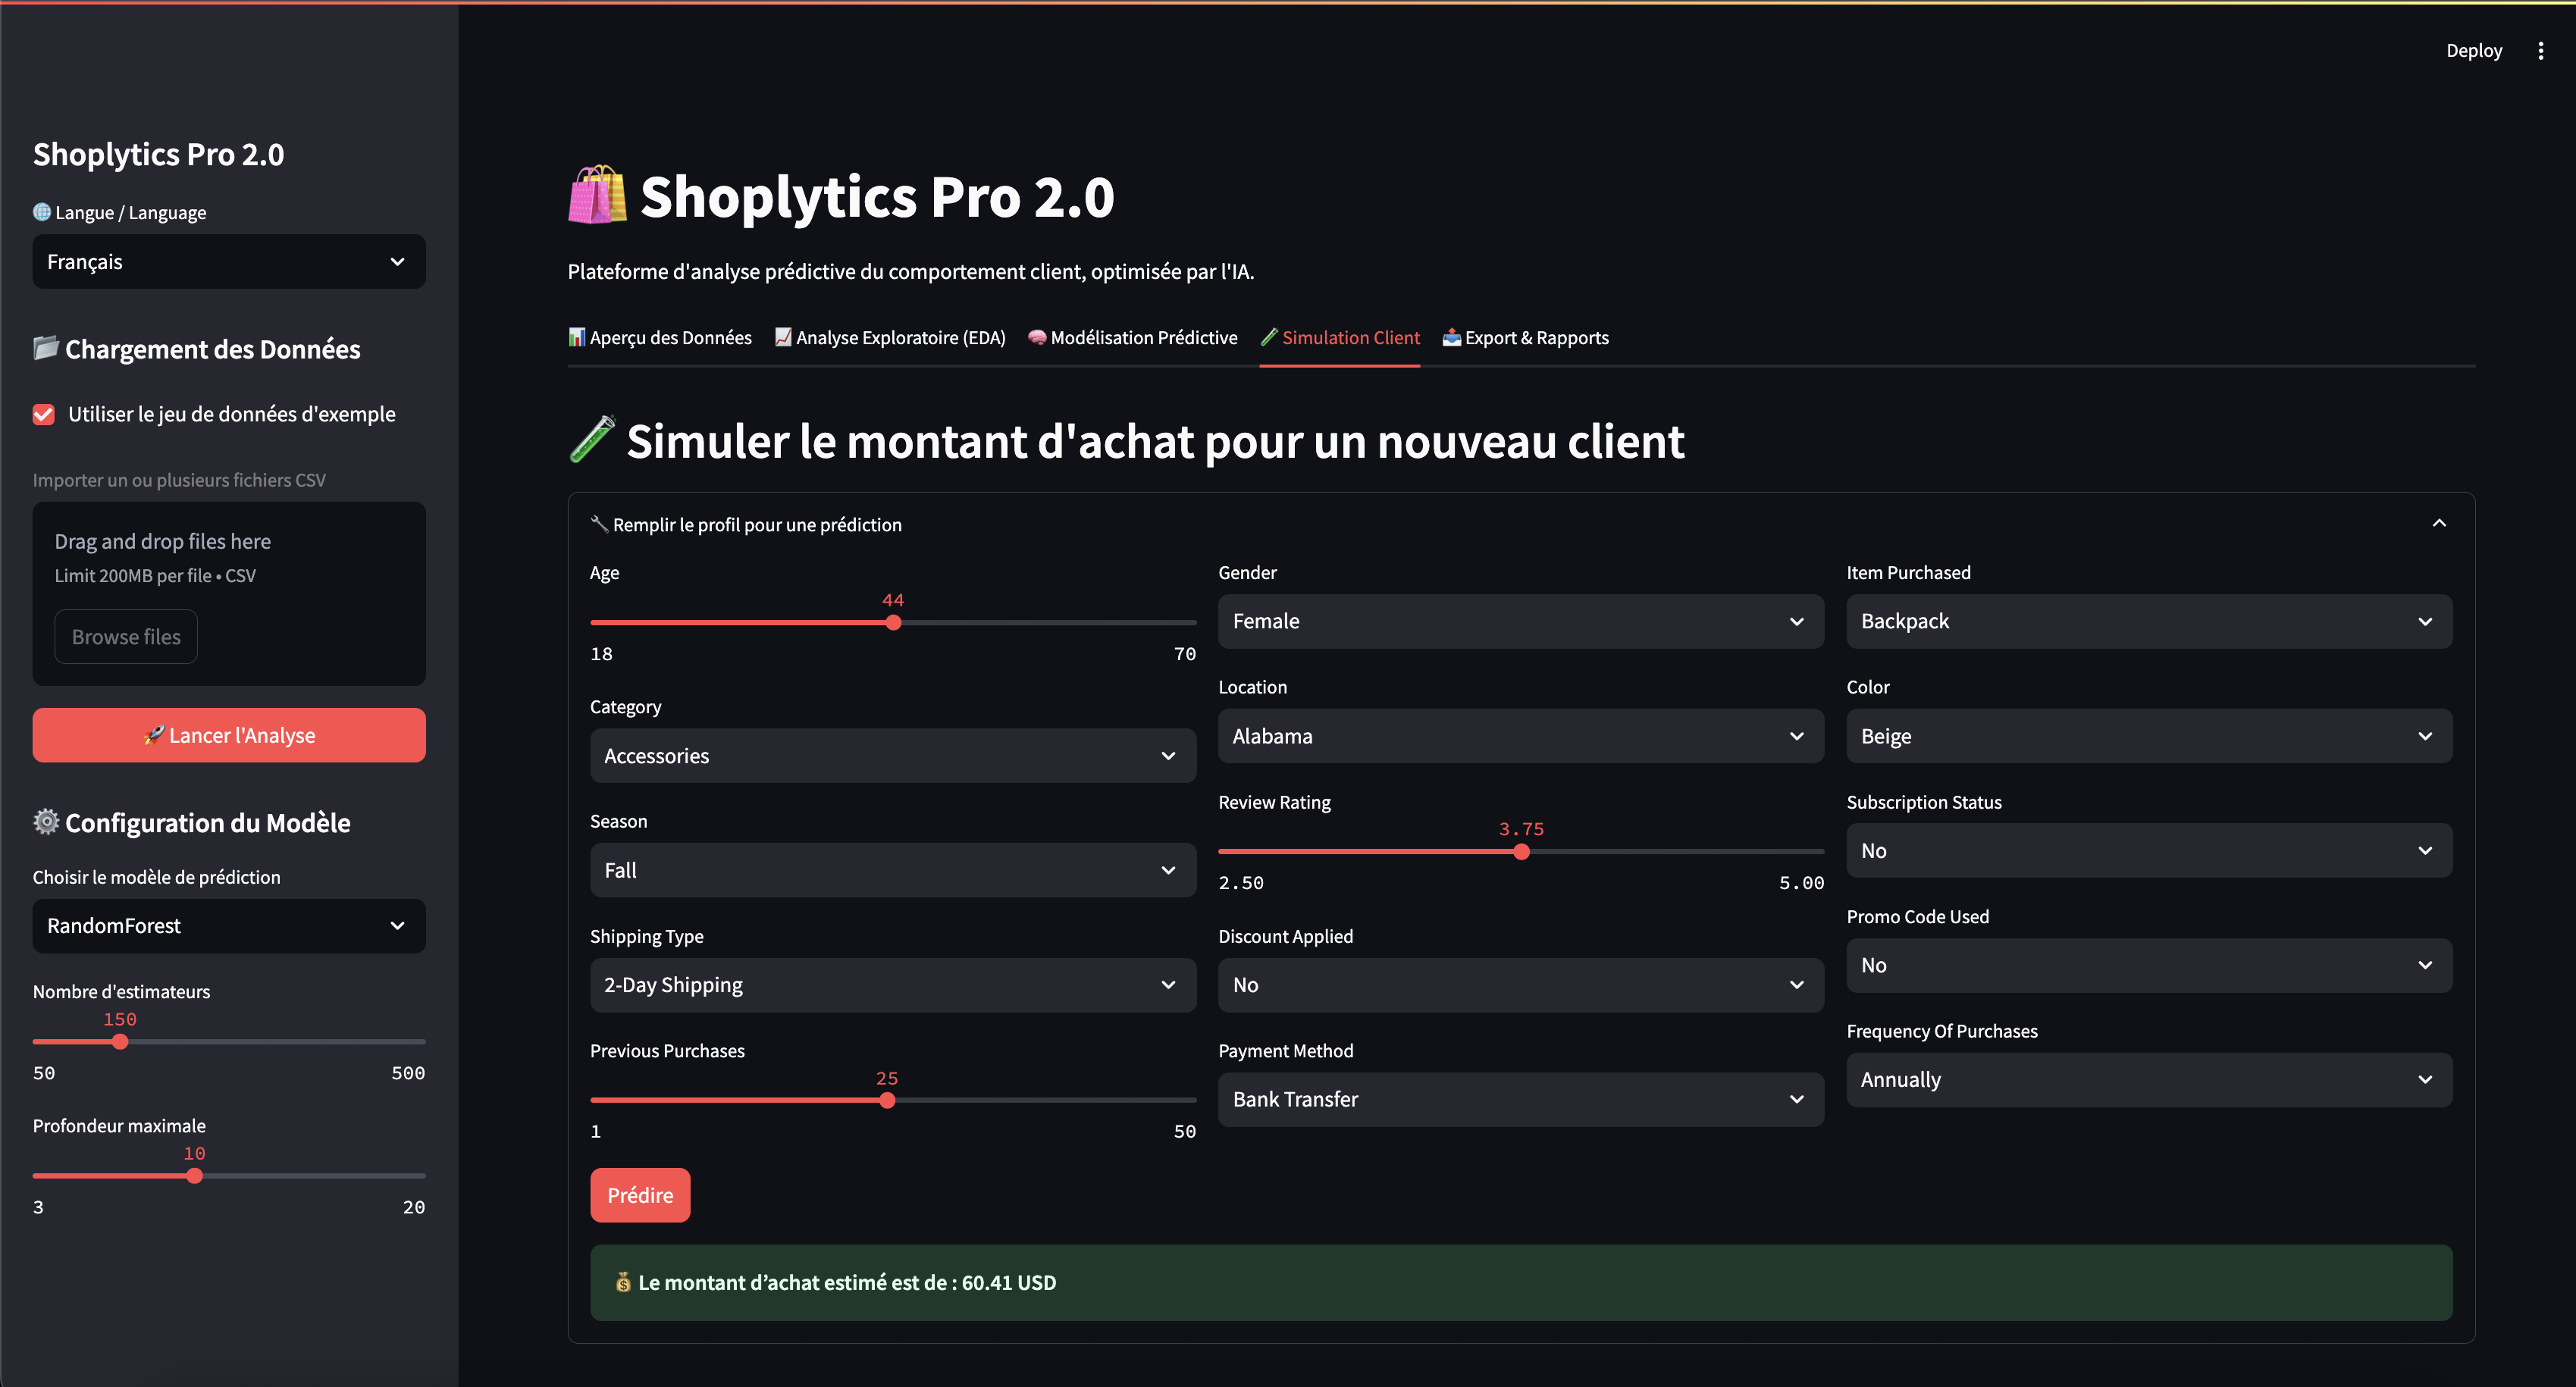 Deploy
Shoplytics Pro 2.0
Langue / Language
Français
Chargement des Données
Utiliser le jeu de données d'exemple
Importer un ou plusieurs fichiers CSV
Drag and drop files here
Limit 200MB per file • CSV
Browse files
Lancer l'Analyse
Configuration du Modèle
Choisir le modèle de prédiction
RandomForest
Nombre d'estimateurs
150
50 500
Profondeur maximale
10
3 20
Shoplytics Pro 2.0
Plateforme d'analyse prédictive du comportement client, optimisée par l'IA.
Aperçu des Données Analyse Exploratoire (EDA) Modélisation Prédictive Simulation Client Export & Rapports
Simuler le montant d'achat pour un nouveau client
Remplir le profil pour une prédiction
Age
44
18 70
Category
Accessories
Season
Fall
Shipping Type
2-Day Shipping
Previous Purchases
25
1 50
Gender
Female
Location
Alabama
Review Rating
3.75
2.50 5.00
Discount Applied
No
Payment Method
Bank Transfer
Item Purchased
Backpack
Color
Beige
Subscription Status
No
Promo Code Used
No
Frequency Of Purchases
Annually
Prédire
Le montant d’achat estimé est de : 60.41 USD